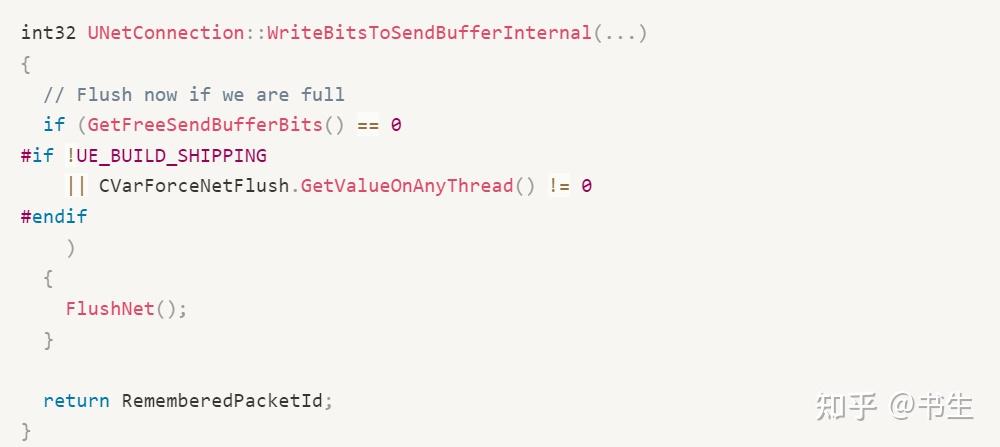 int32 UNetConnection::WriteBitsToSendBufferInternal(...)
{
  // Flush now if we are full
  if (GetFreeSendBufferBits() == 0
#if !UE_BUILD_SHIPPING
    || CVarForceNetFlush.GetValueOnAnyThread() != 0
#endif
    )
  {
    FlushNet();
  }

  return RememberedPacketId;
}
知乎 @书生